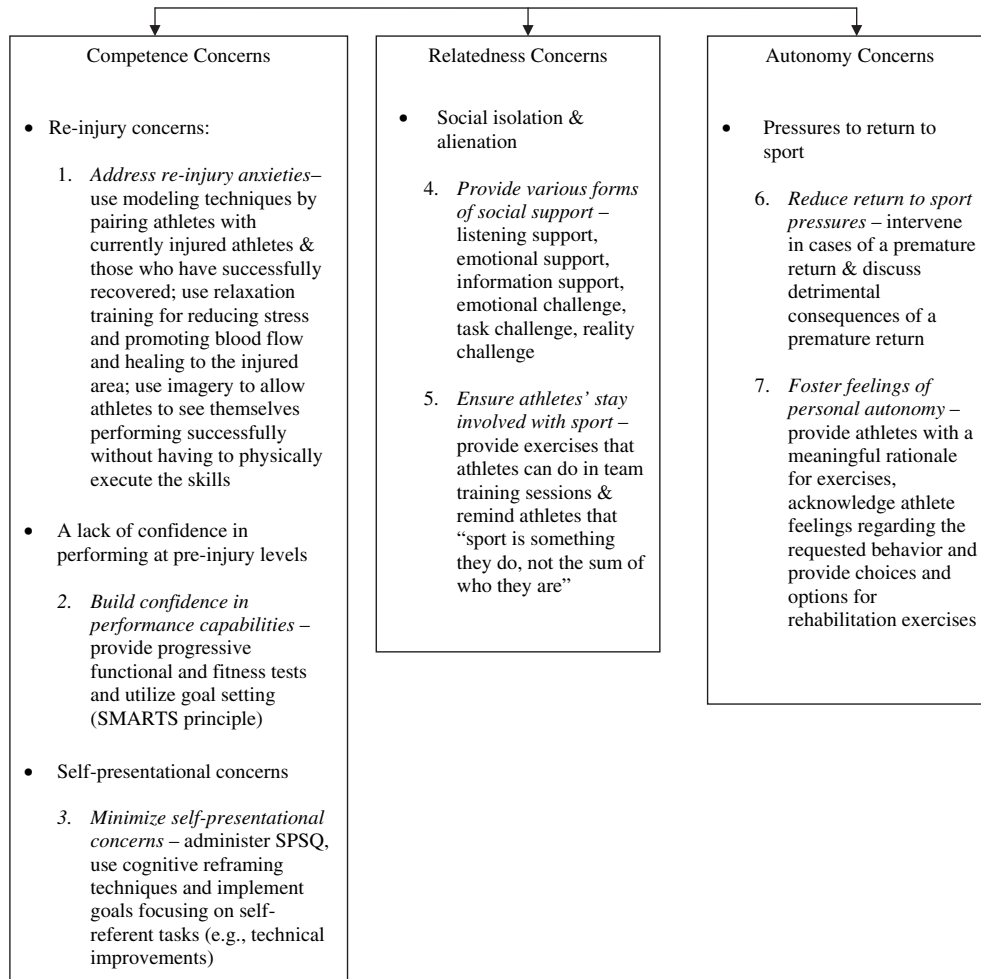 Competence Concerns
• Re-injury concerns:
1. Address re-injury anxieties–
use modeling techniques by
pairing athletes with
currently injured athletes &
those who have successfully
recovered; use relaxation
training for reducing stress
and promoting blood flow
and healing to the injured
area; use imagery to allow
athletes to see themselves
performing successfully
without having to physically
execute the skills
• A lack of confidence in
performing at pre-injury levels
2. Build confidence in
performance capabilities –
provide progressive
functional and fitness tests
and utilize goal setting
(SMARTS principle)
• Self-presentational concerns
3. Minimize self-presentational
concerns – administer SPSQ,
use cognitive reframing
techniques and implement
goals focusing on self-
referent tasks (e.g., technical
improvements)
Relatedness Concerns
• Social isolation &
alienation
4. Provide various forms
of social support –
listening support,
emotional support,
information support,
emotional challenge,
task challenge, reality
challenge
5. Ensure athletes’ stay
involved with sport –
provide exercises that
athletes can do in team
training sessions &
remind athletes that
“sport is something
they do, not the sum of
who they are”
Autonomy Concerns
• Pressures to return to
sport
6. Reduce return to sport
pressures – intervene
in cases of a premature
return & discuss
detrimental
consequences of a
premature return
7. Foster feelings of
personal autonomy –
provide athletes with a
meaningful rationale
for exercises,
acknowledge athlete
feelings regarding the
requested behavior and
provide choices and
options for
rehabilitation exercises